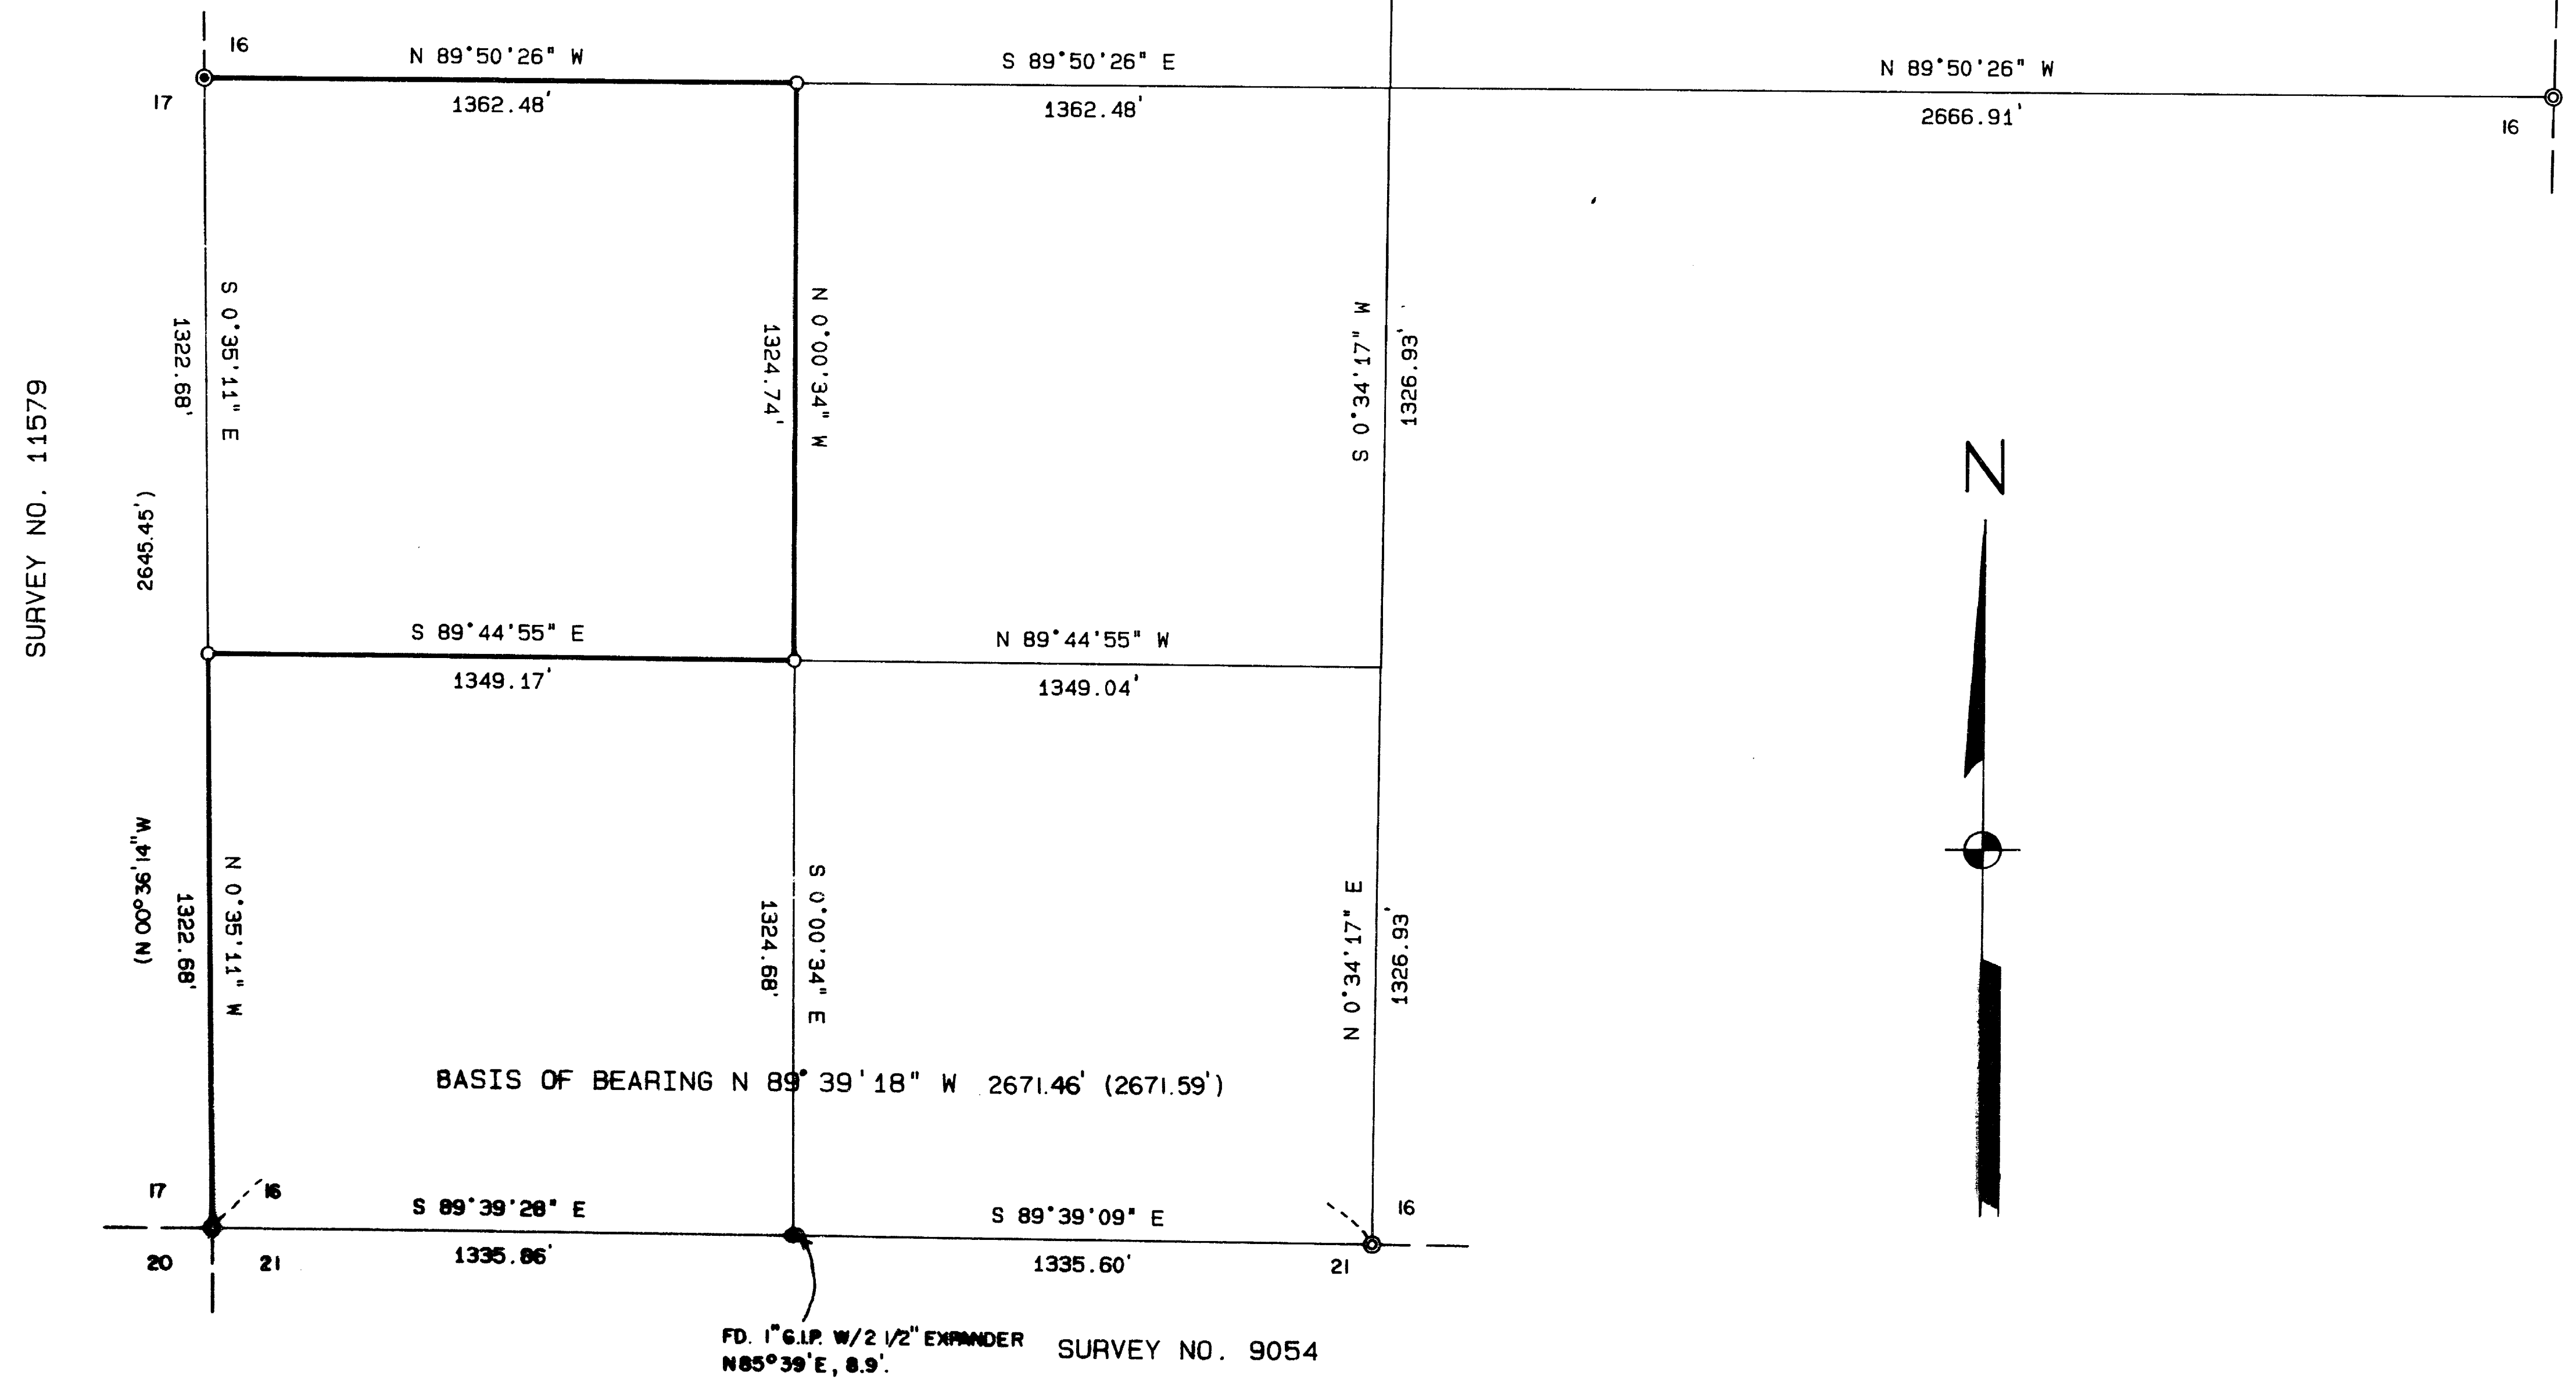 16
N 89°50'26" W
S 89°50'26" E
N 89°50'26" W
17
1362.48'
1362.48'
2666.91'
16
S 0°35'11" E
1322.68'
N 0°00'34" W
1324.74'
S 0°34'17" W
1326.93'
SURVEY NO. 11579
N
2645.45')
S 89°44'55" E
N 89°44'55" W
1349.17'
1349.04'
(N 00°36'14" W
N 0°35'11" W
1322.68'
S 0°00'34" E
1324.68'
N 0°34'17" E
1326.93'
BASIS OF BEARING N 89°39'18" W 2671.46' (2671.59')
17
16
S 89°39'28" E
S 89°39'09" E
16
20
21
1335.86'
1335.60'
21
FD. 1" G.I.P. W/2 1/2" EXPANDER
N85°39'E, 8.9'.
SURVEY NO. 9054